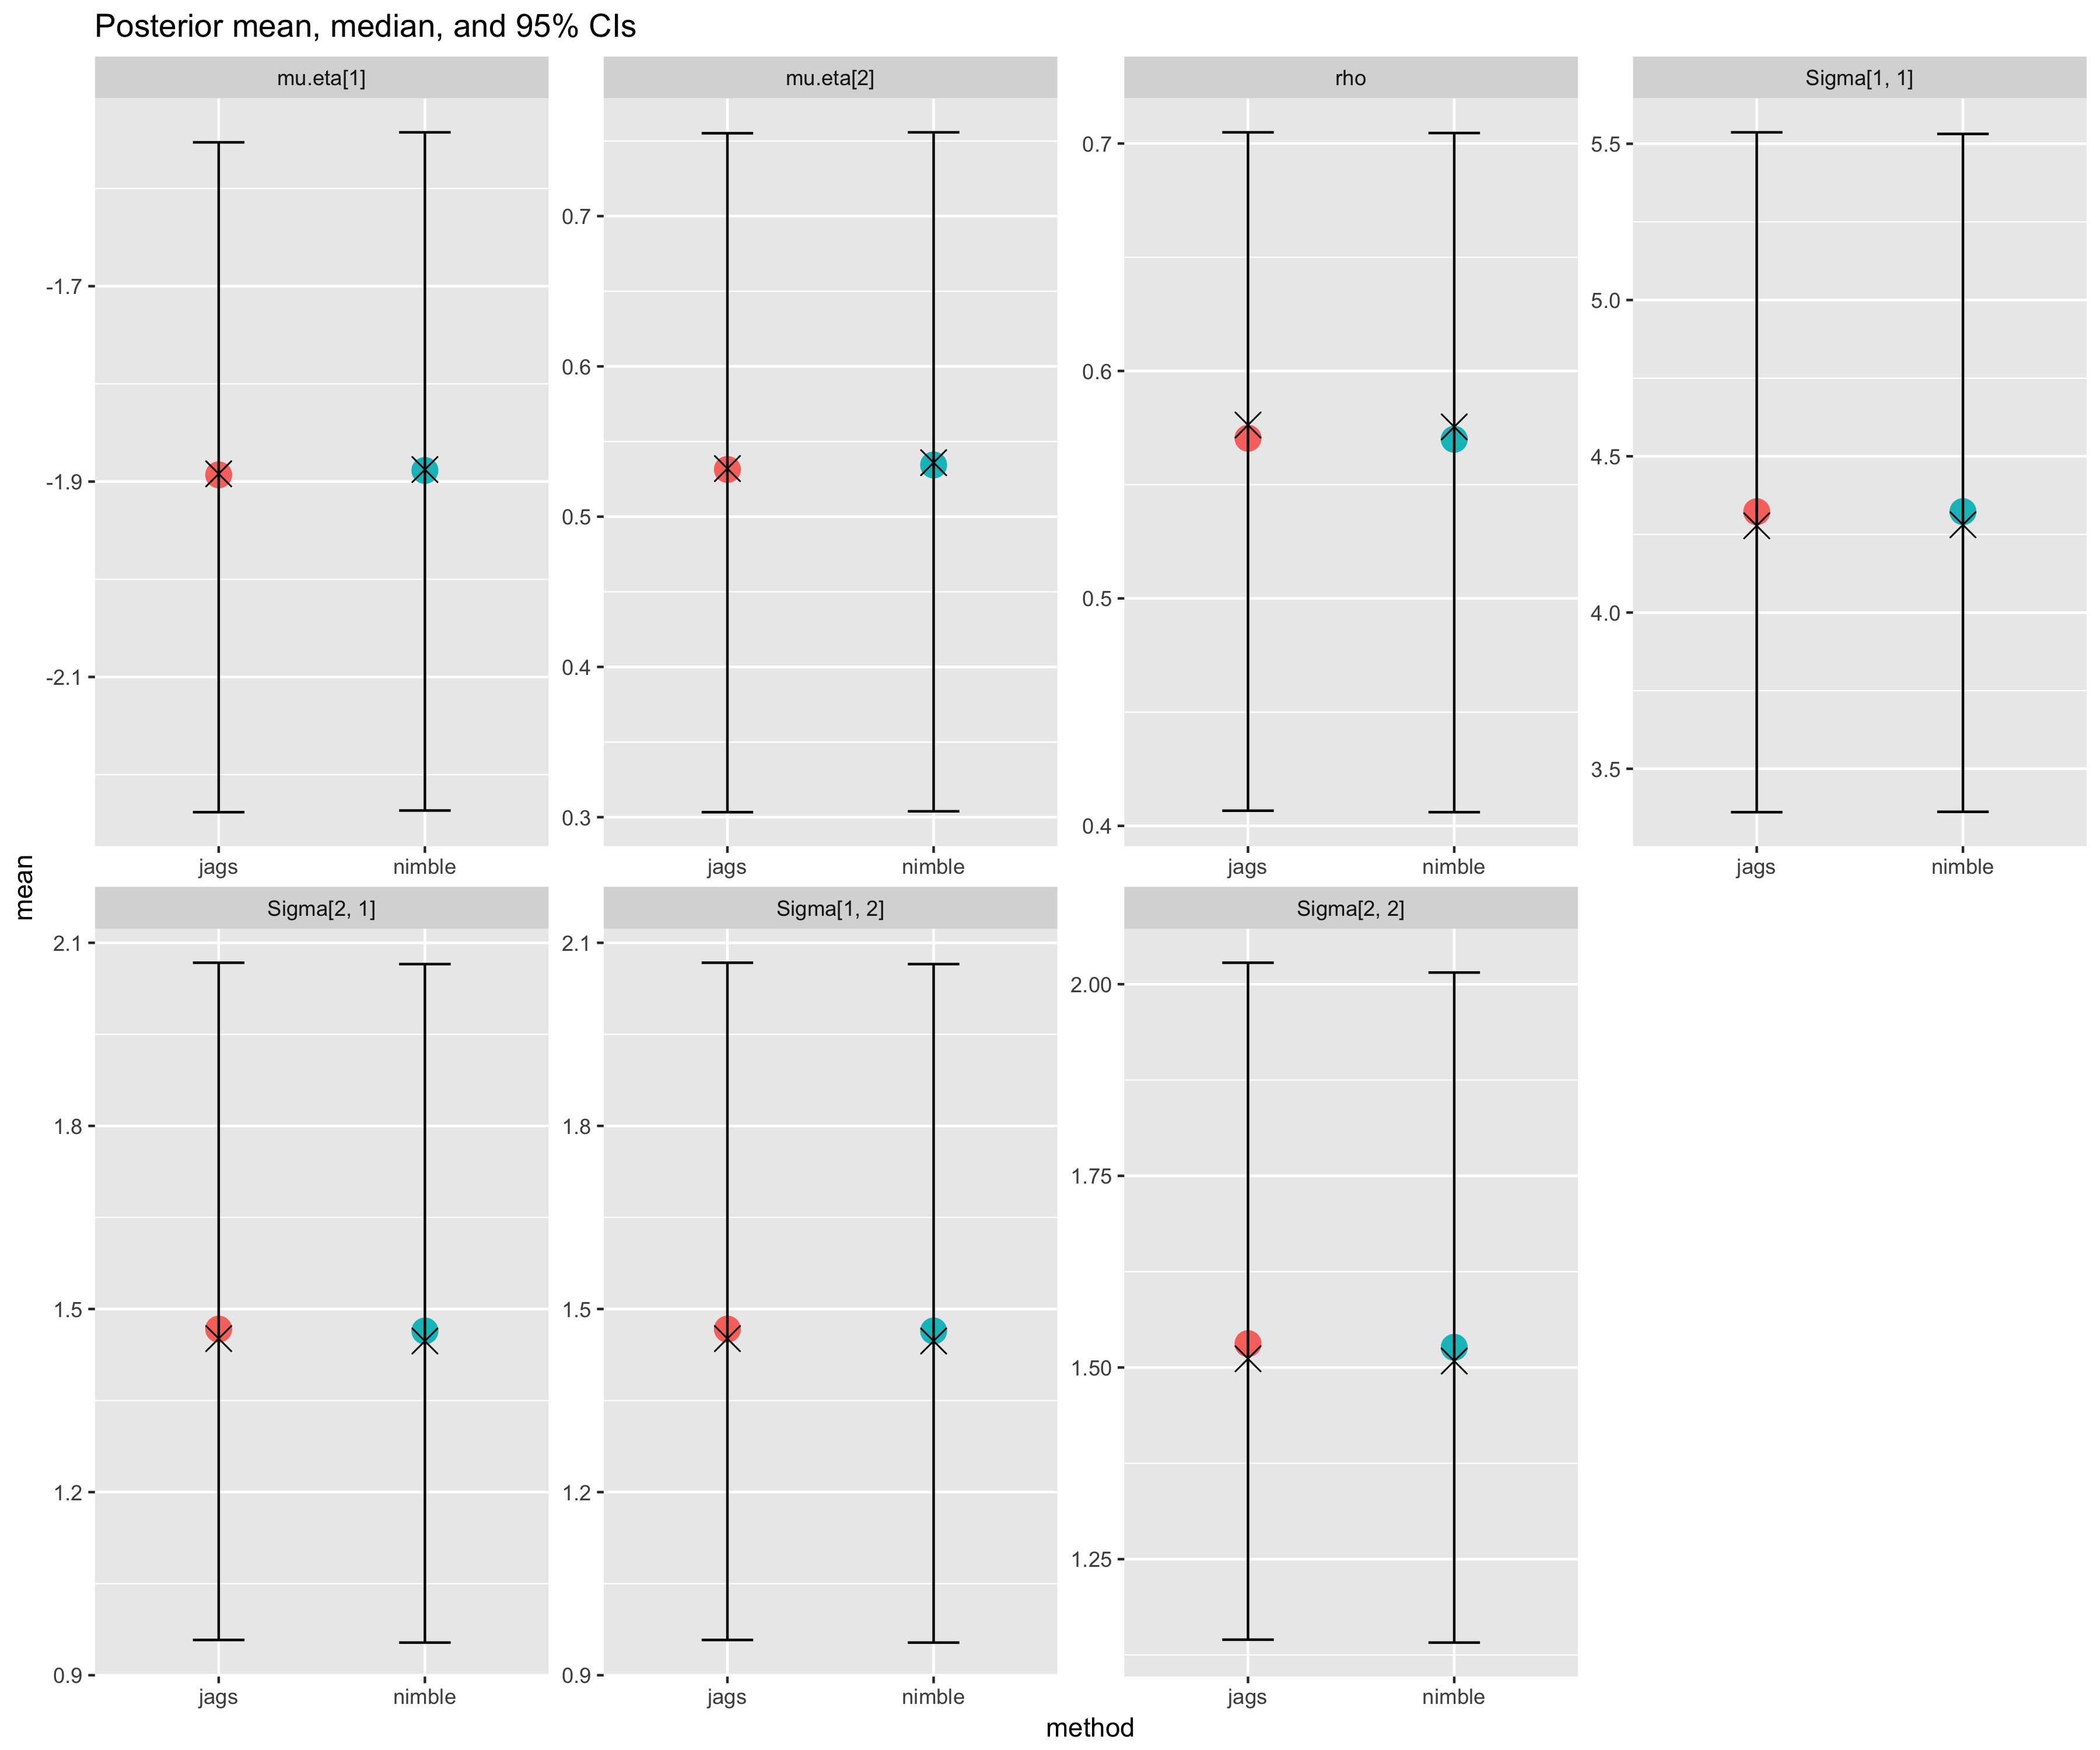 Posterior mean, median, and 95% CIs
mu.eta[1]
mu.eta[2]
rho
Sigma[1, 1]
-1.7
-1.9
-2.1
0.7
0.6
0.5
0.4
0.3
0.7
0.6
0.5
0.4
5.5
5.0
4.5
4.0
3.5
jags nimble
jags nimble
jags nimble
jags nimble
mean
Sigma[2, 1]
Sigma[1, 2]
Sigma[2, 2]
2.1
1.8
1.5
1.2
0.9
2.1
1.8
1.5
1.2
0.9
2.00
1.75
1.50
1.25
jags nimble
jags nimble
jags nimble
method